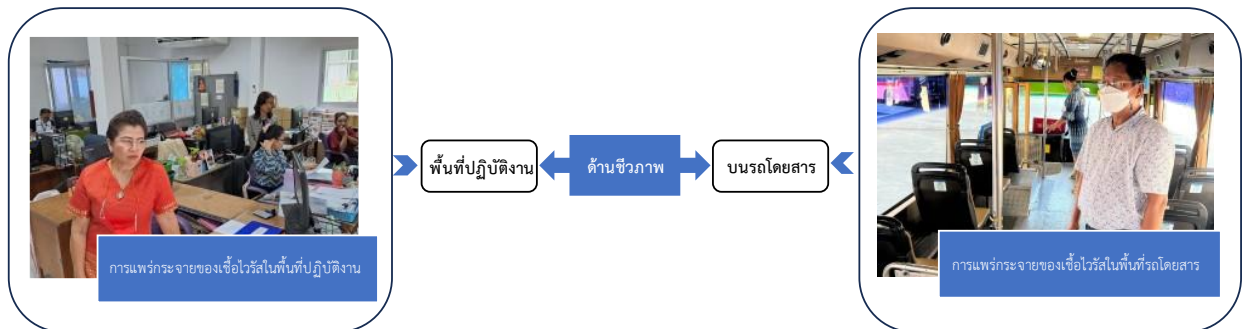 พื้นที่ปฏิบัติงาน
ด้านชีวภาพ
บนรถโดยสาร
การแพร่กระจายของเชื้อไวรัสในพื้นที่ปฏิบัติงาน
การแพร่กระจายของเชื้อไวรัสในพื้นที่รถโดยสาร